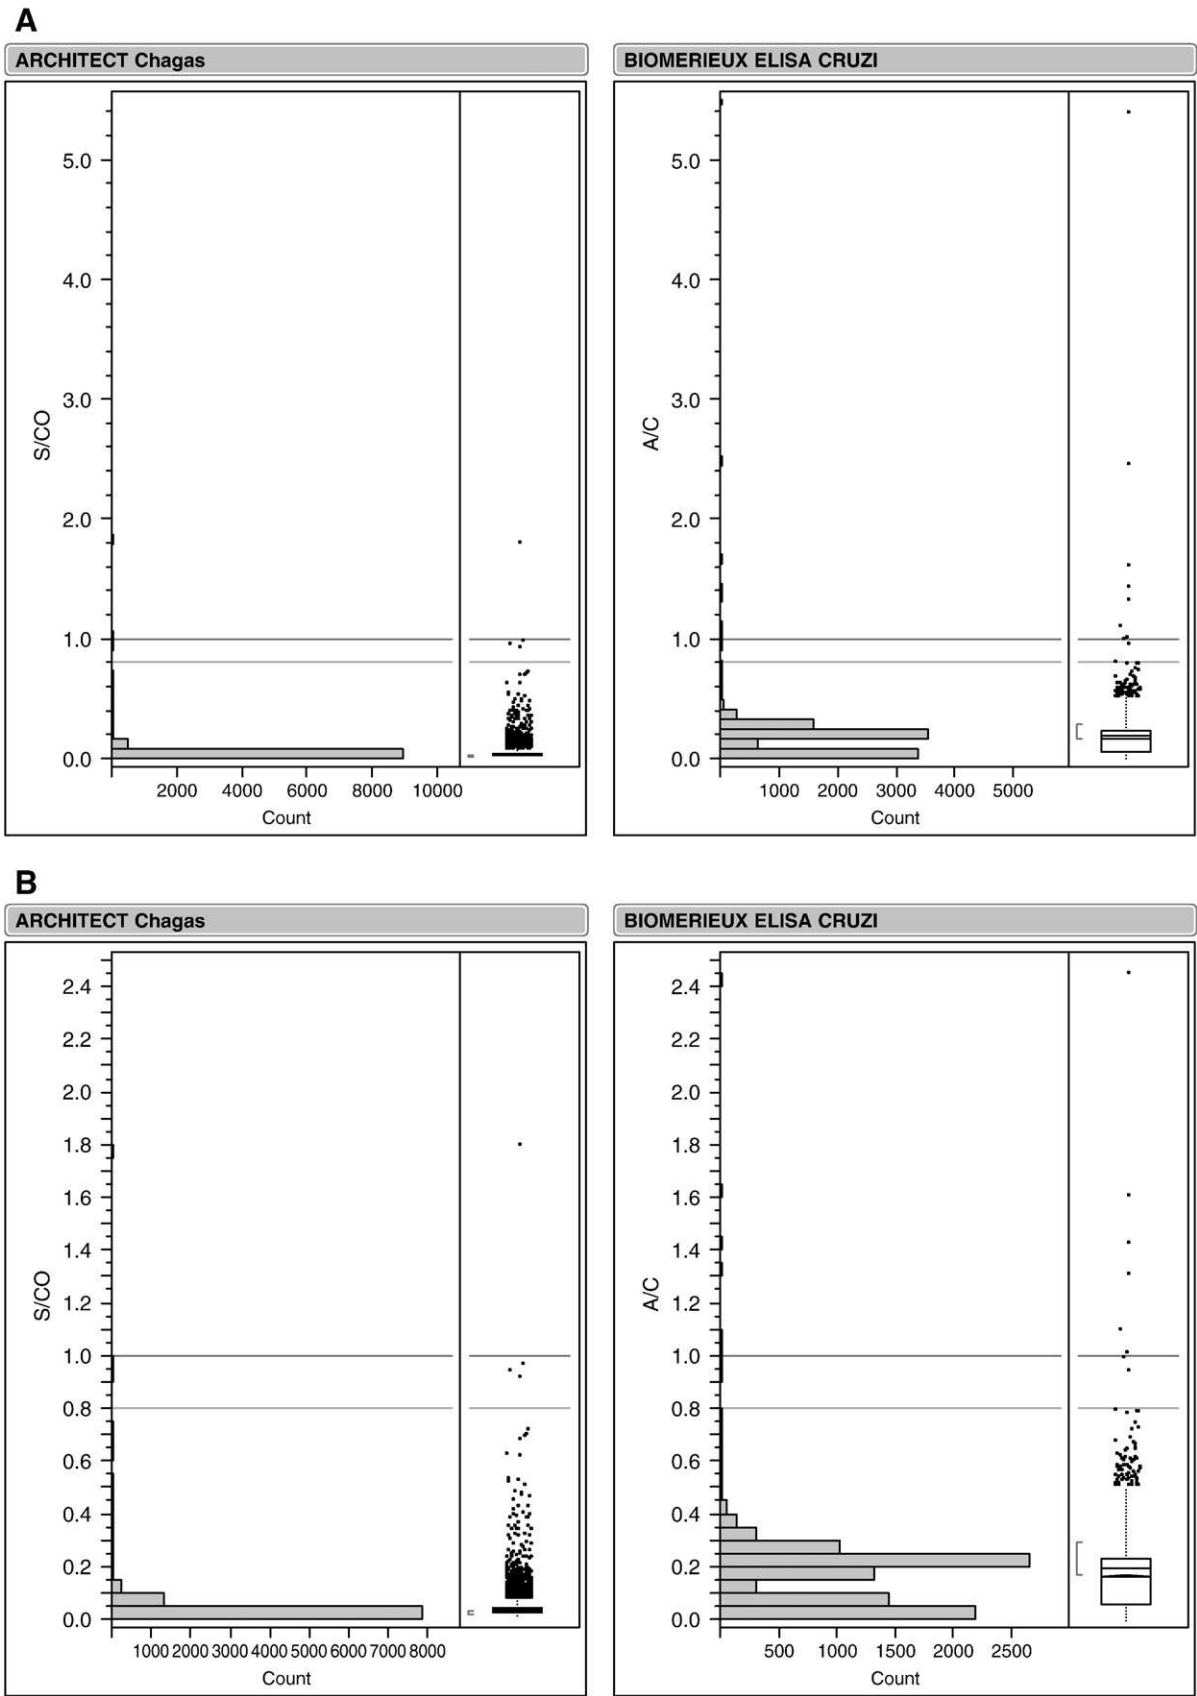 A
ARCHITECT Chagas
5.0
4.0
3.0
2.0
1.0
0.0
S/CO
2000 4000 6000 8000 10000
Count
BIOMERIEUX ELISA CRUZI
5.0
4.0
3.0
2.0
1.0
0.0
A/C
1000 2000 3000 4000 5000
Count
B
ARCHITECT Chagas
2.4
2.2
2.0
1.8
1.6
1.4
1.2
1.0
0.8
0.6
0.4
0.2
0.0
S/CO
1000 2000 3000 4000 5000 6000 7000 8000
Count
BIOMERIEUX ELISA CRUZI
2.4
2.2
2.0
1.8
1.6
1.4
1.2
1.0
0.8
0.6
0.4
0.2
0.0
A/C
500 1000 1500 2000 2500
Count